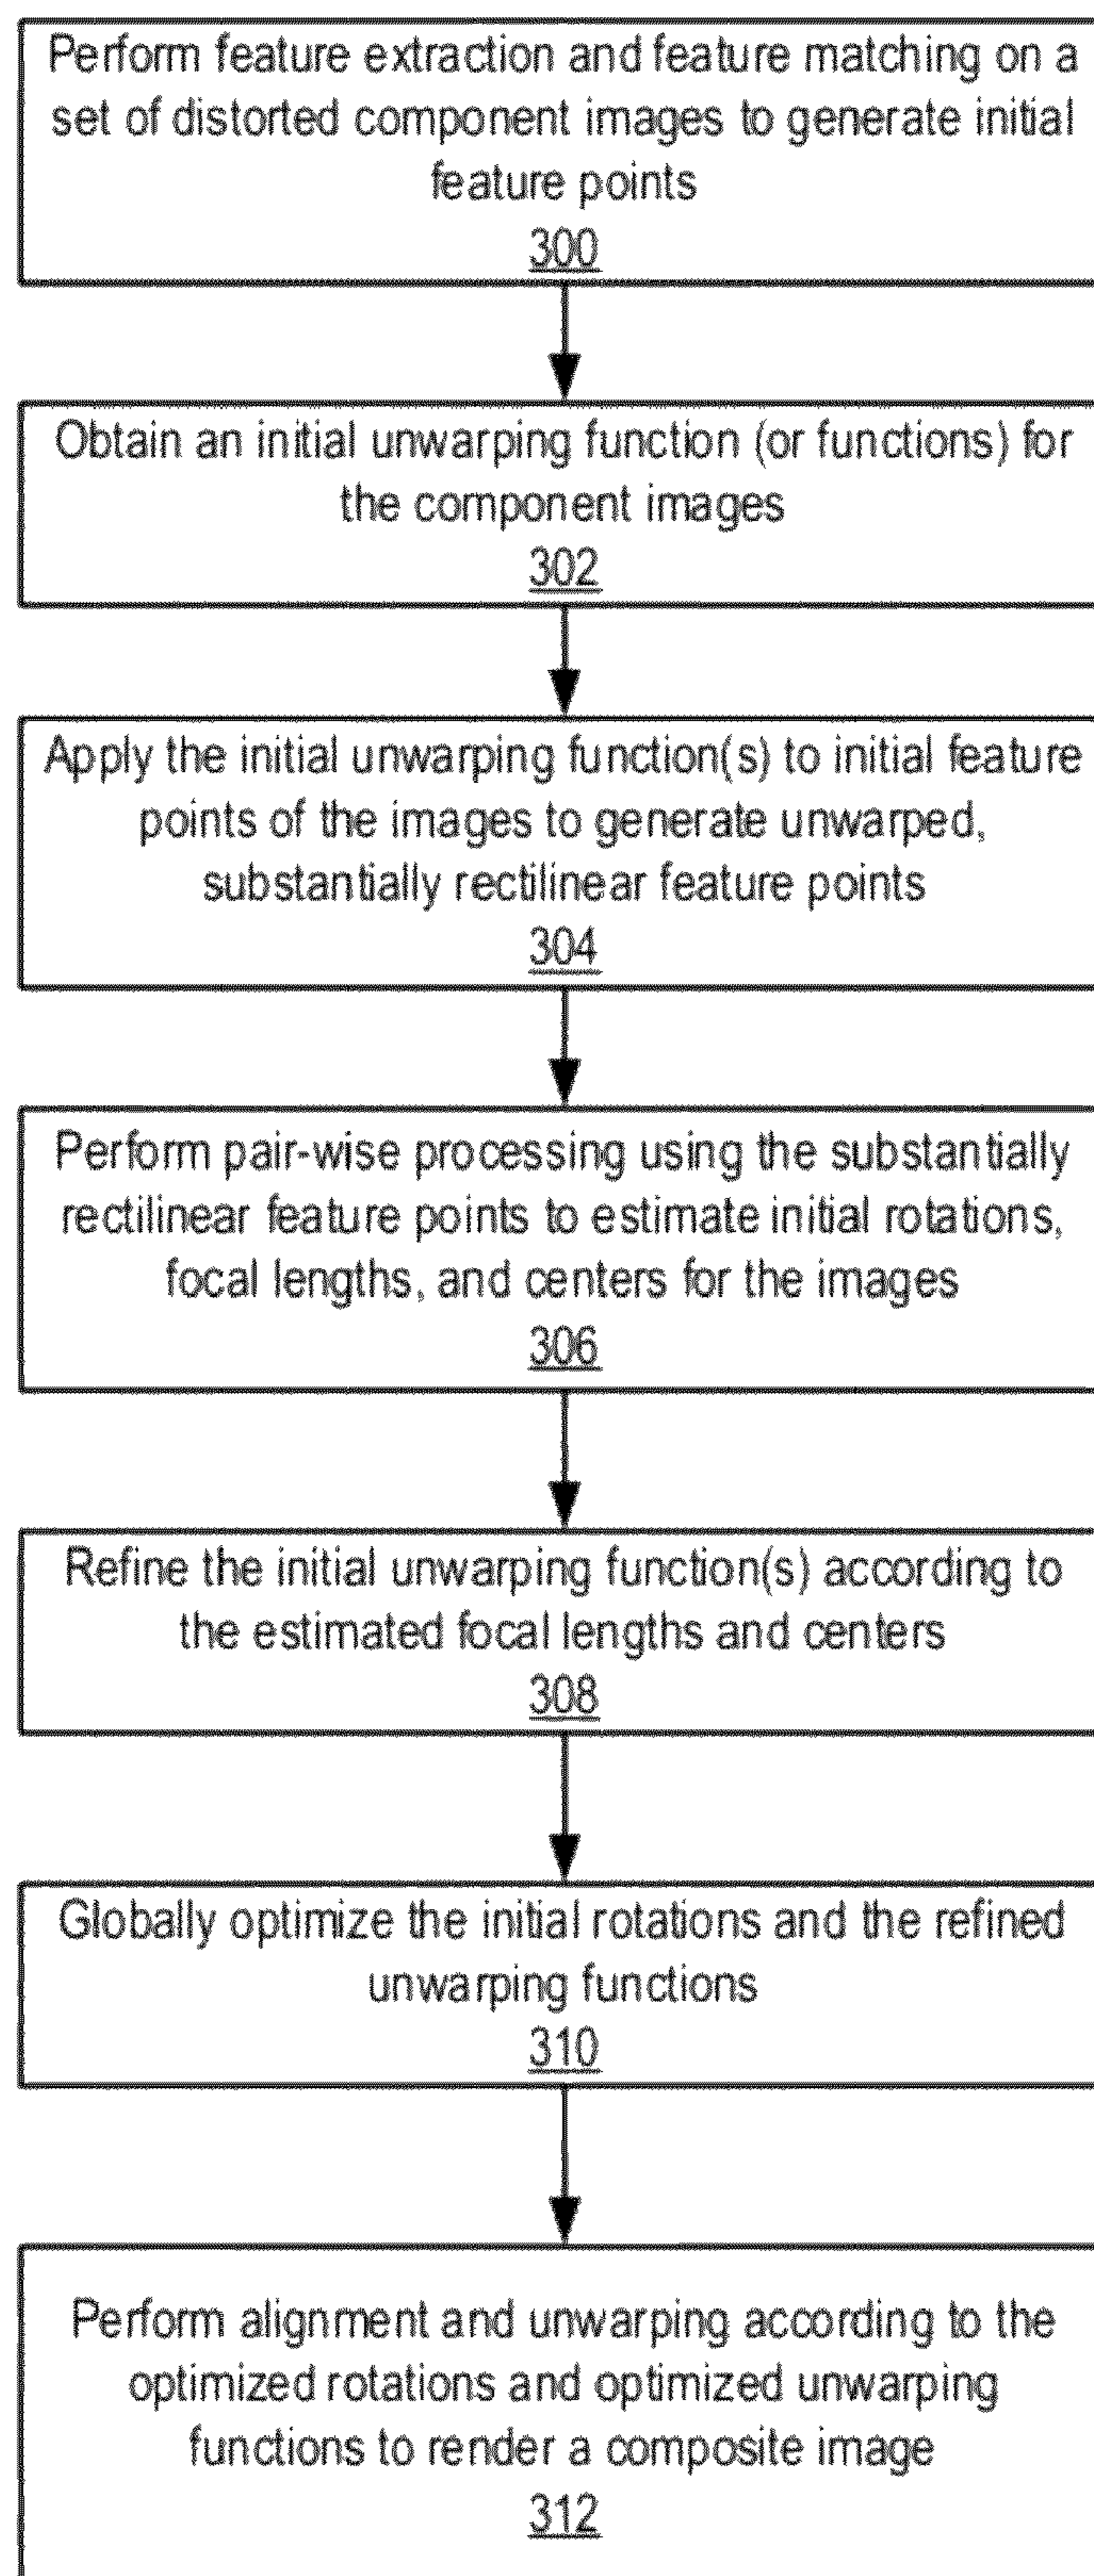 Perform feature extraction and feature matching on a
set of distorted component images to generate initial
feature points
300
Obtain an initial unwarping function (or functions) for
the component images
302
Apply the initial unwarping function(s) to initial feature
points of the images to generate unwarped,
substantially rectilinear feature points
304
Perform pair-wise processing using the substantially
rectilinear feature points to estimate initial rotations,
focal lengths, and centers for the images
306
Refine the initial unwarping function(s) according to
the estimated focal lengths and centers
308
Globally optimize the initial rotations and the refined
unwarping functions
310
Perform alignment and unwarping according to the
optimized rotations and optimized unwarping
functions to render a composite image
312